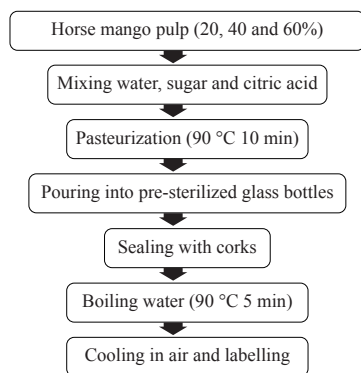 Horse mango pulp (20, 40 and 60%)
Mixing water, sugar and citric acid
Pasteurization (90 °C 10 min)
Pouring into pre-sterilized glass bottles
Sealing with corks
Boiling water (90 °C 5 min)
Cooling in air and labelling